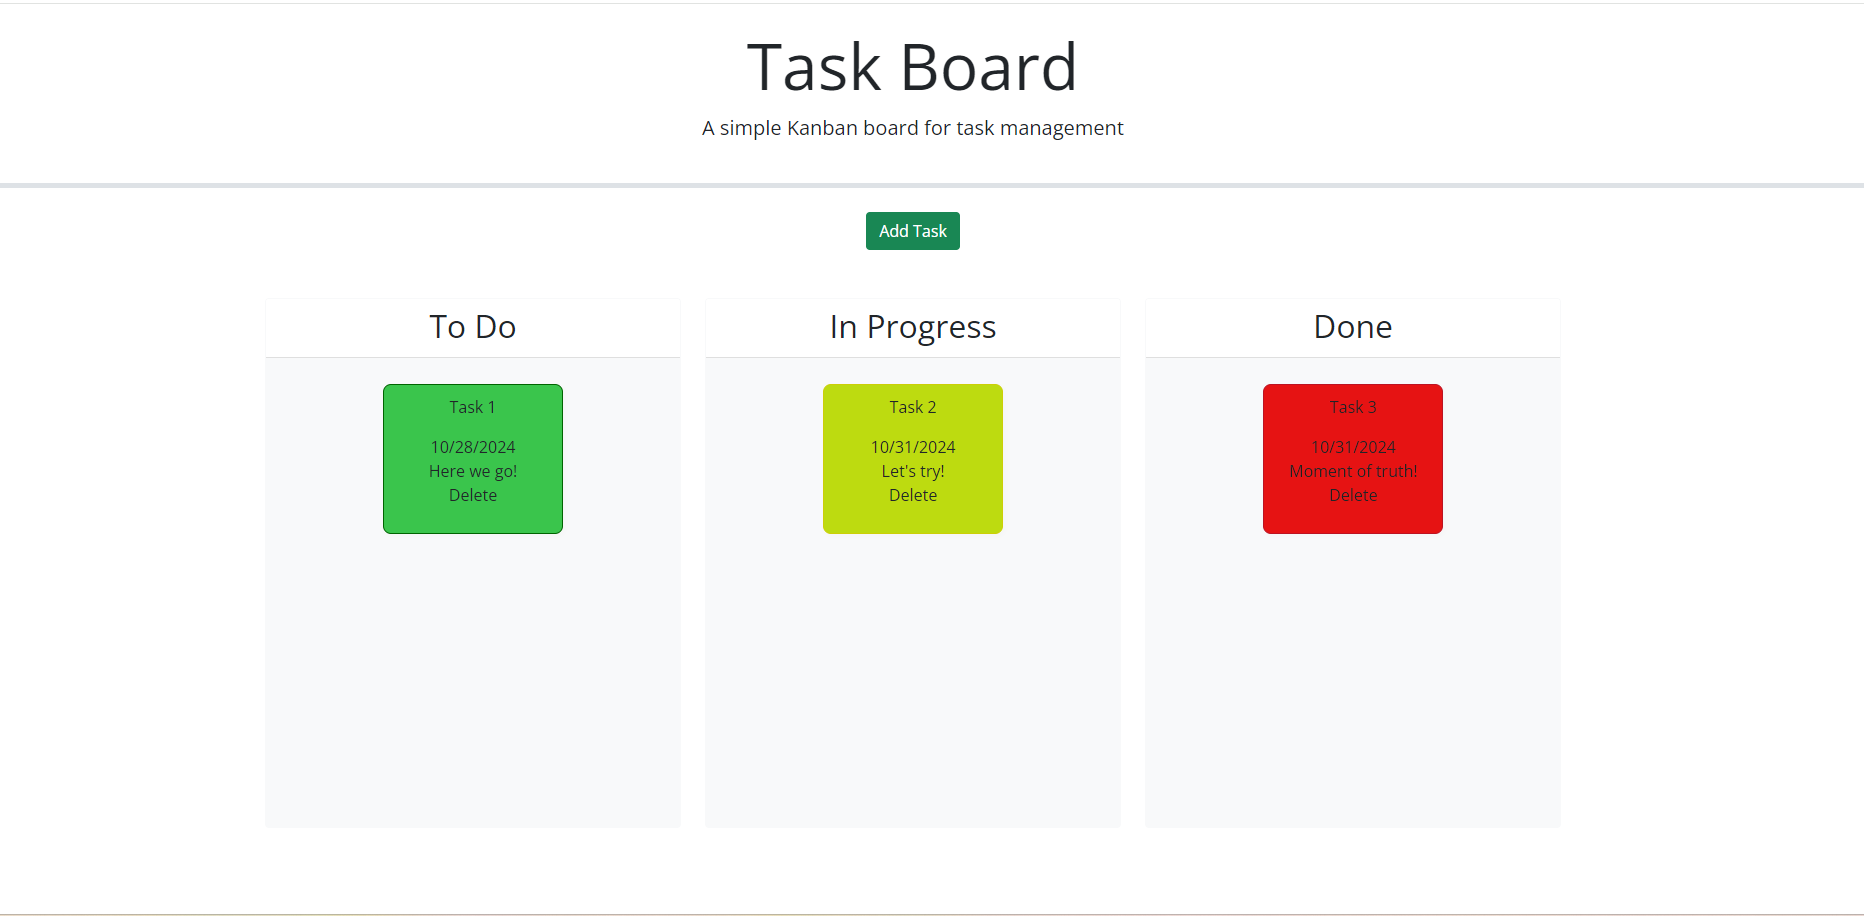 Task Board
A simple Kanban board for task management
Add Task
To Do
Task 1
10/28/2024
Here we go!
Delete
In Progress
Task 2
10/31/2024
Let's try!
Delete
Done
Task 3
10/31/2024
Moment of truth!
Delete